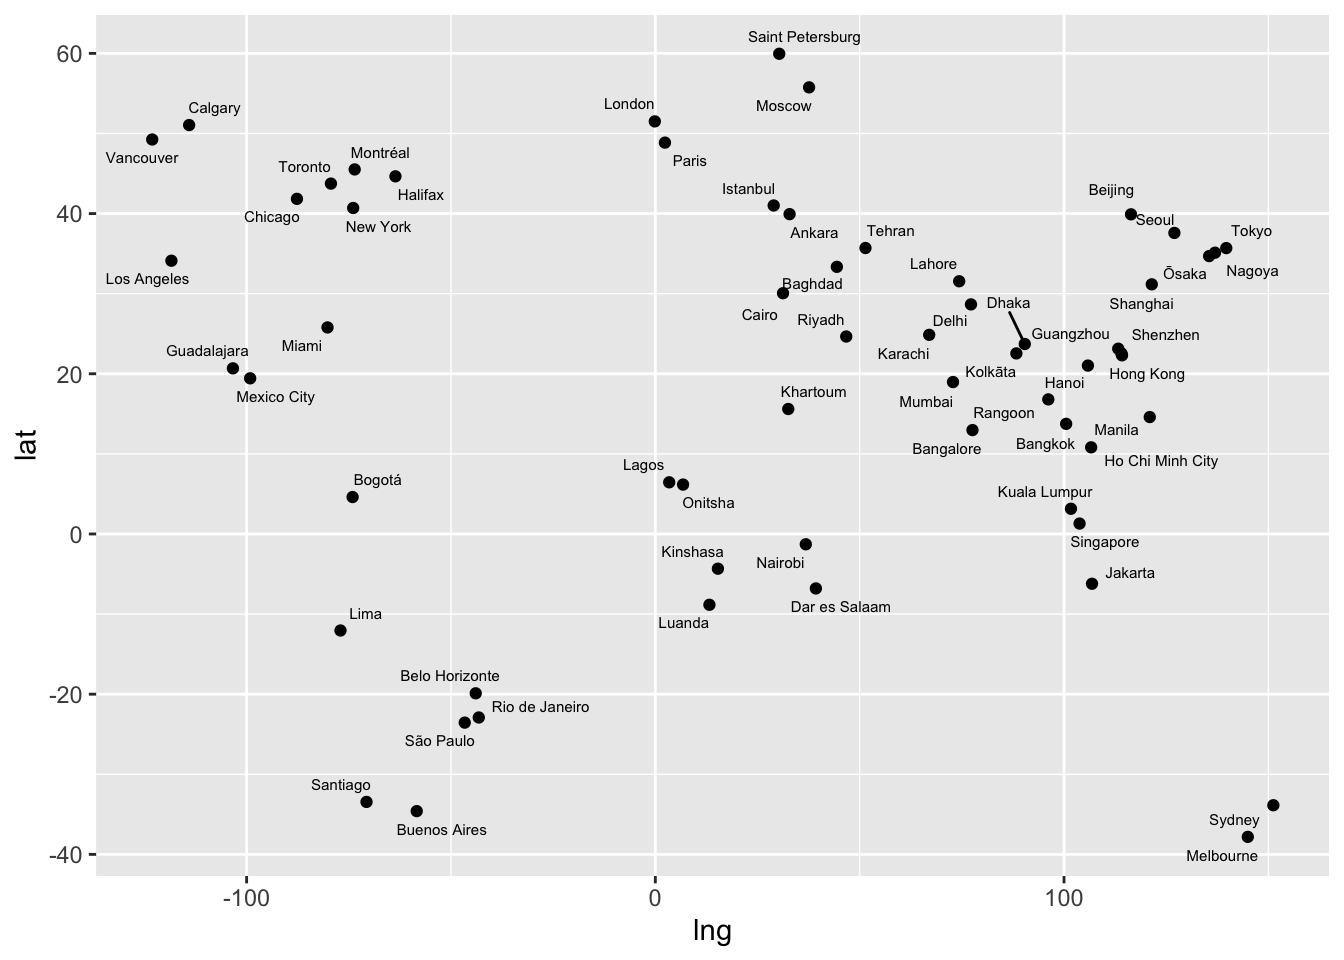 60
40
20
0
-20
-40
lat
Saint Petersburg
Moscow
London
Paris
Calgary
Vancouver
Montréal
Toronto
Halifax
Chicago
New York
Istanbul
Ankara
Beijing
Seoul
Tokyo
Tehran
Lahore
Ōsaka
Nagoya
Los Angeles
Baghdad
Shanghai
Cairo
Riyadh
Dhaka
Delhi
Guangzhou
Shenzhen
Miami
Karachi
Guadalajara
Kolkāta
Hong Kong
Hanoi
Mexico City
Khartoum
Mumbai
Rangoon
Manila
Bangalore
Bangkok
Ho Chi Minh City
Lagos
Bogotá
Kuala Lumpur
Onitsha
Singapore
Kinshasa
Nairobi
Jakarta
Dar es Salaam
Lima
Luanda
Belo Horizonte
Rio de Janeiro
São Paulo
Santiago
Buenos Aires
Sydney
Melbourne
-100
0
100
lng